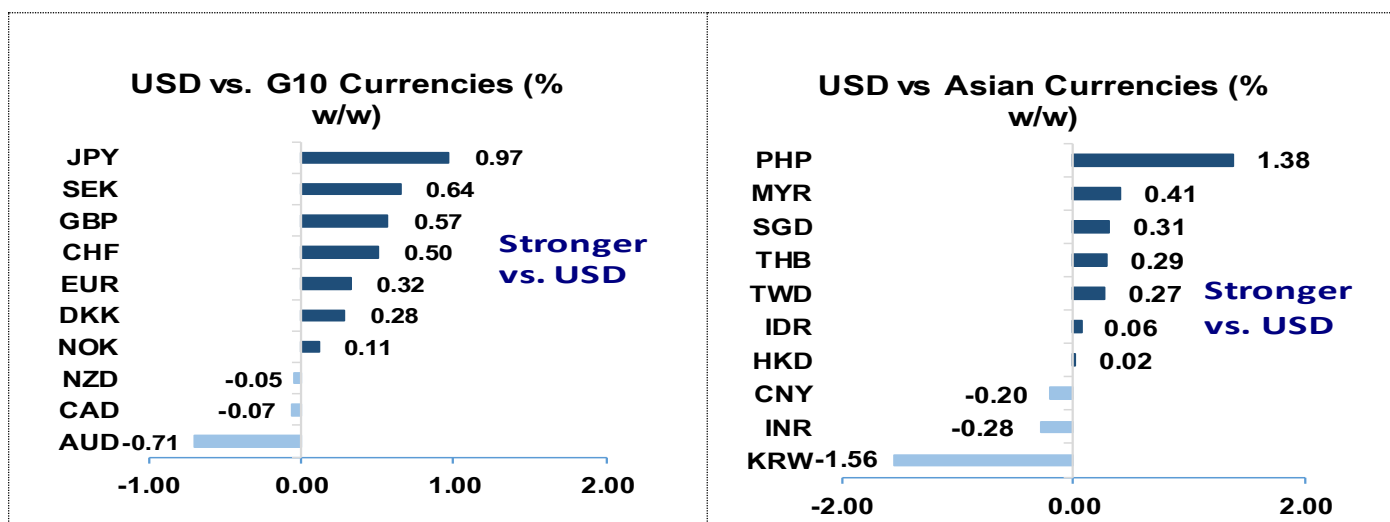 USD vs. G10 Currencies (%
w/w)
JPY 0.97
SEK 0.64
GBP 0.57
CHF 0.50
EUR 0.32
DKK 0.28
NOK 0.11
NZD -0.05
CAD -0.07
AUD -0.71
Stronger
vs. USD
-1.00 0.00 1.00 2.00
USD vs Asian Currencies (%
w/w)
PHP 1.38
MYR 0.41
SGD 0.31
THB 0.29
TWD 0.27
IDR 0.06
HKD 0.02
CNY -0.20
INR -0.28
KRW -1.56
Stronger
vs. USD
-2.00 0.00 2.00